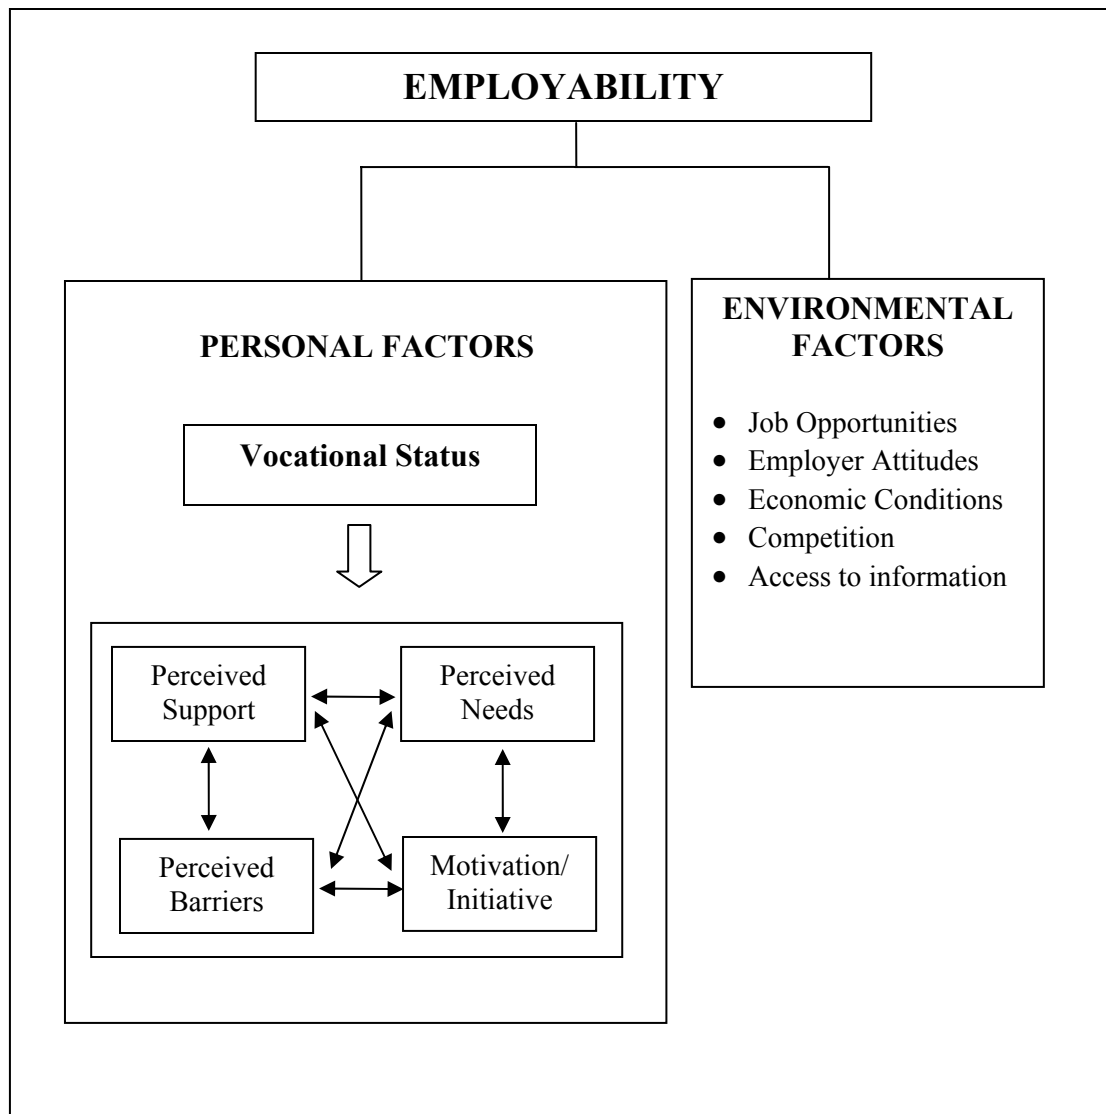 EMPLOYABILITY
PERSONAL FACTORS
Vocational Status
Perceived
Support
Perceived
Needs
Perceived
Barriers
Motivation/
Initiative
ENVIRONMENTAL
FACTORS
• Job Opportunities
• Employer Attitudes
• Economic Conditions
• Competition
• Access to information